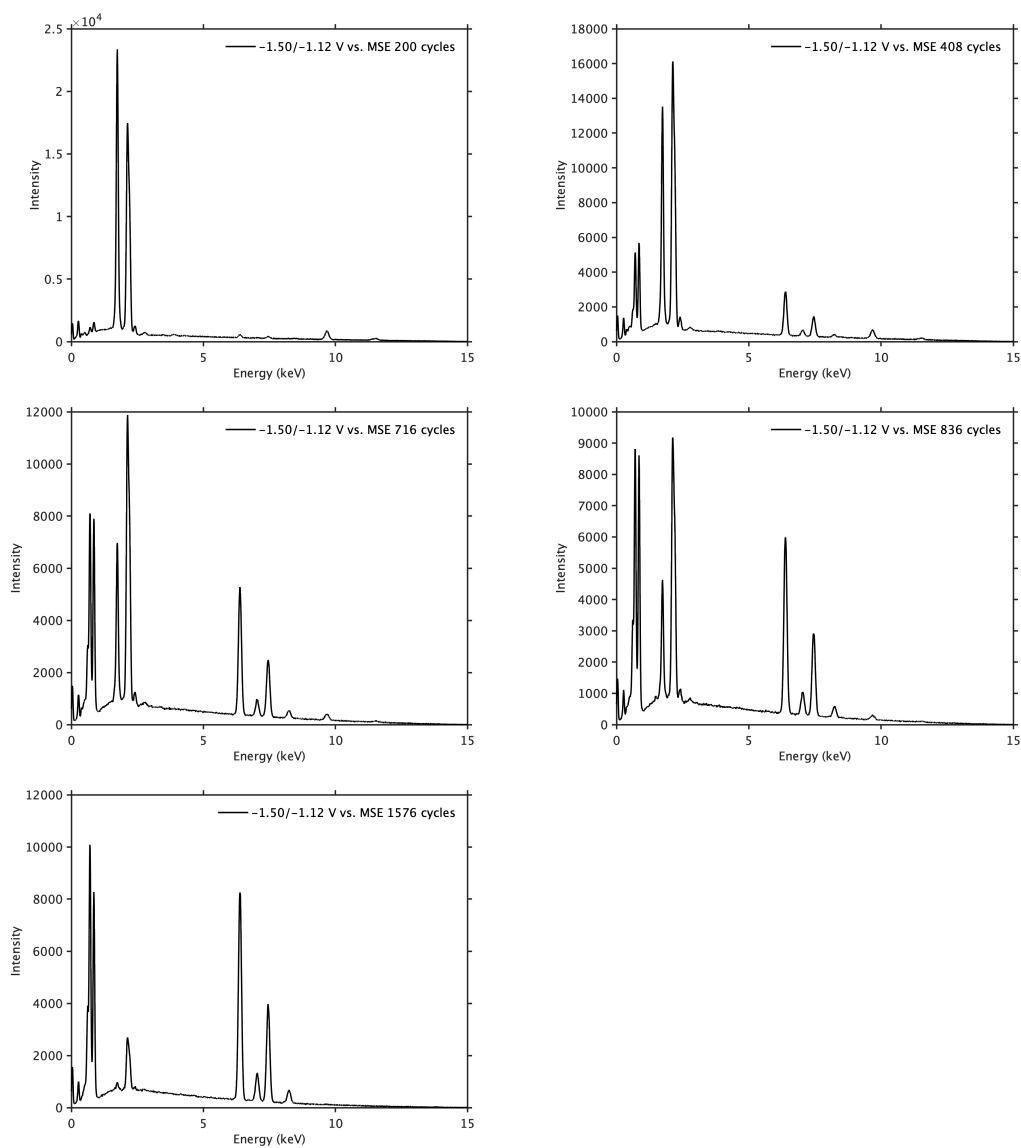 ×10⁴
2.5
2
1.5
1
0.5
0
Intensity
−1.50/−1.12 V vs. MSE 200 cycles
0 5 10 15
Energy (keV)
18000
16000
14000
12000
10000
8000
6000
4000
2000
0
Intensity
−1.50/−1.12 V vs. MSE 408 cycles
0 5 10 15
Energy (keV)
12000
10000
8000
6000
4000
2000
0
Intensity
−1.50/−1.12 V vs. MSE 716 cycles
0 5 10 15
Energy (keV)
10000
9000
8000
7000
6000
5000
4000
3000
2000
1000
0
Intensity
−1.50/−1.12 V vs. MSE 836 cycles
0 5 10 15
Energy (keV)
12000
10000
8000
6000
4000
2000
0
Intensity
−1.50/−1.12 V vs. MSE 1576 cycles
0 5 10 15
Energy (keV)